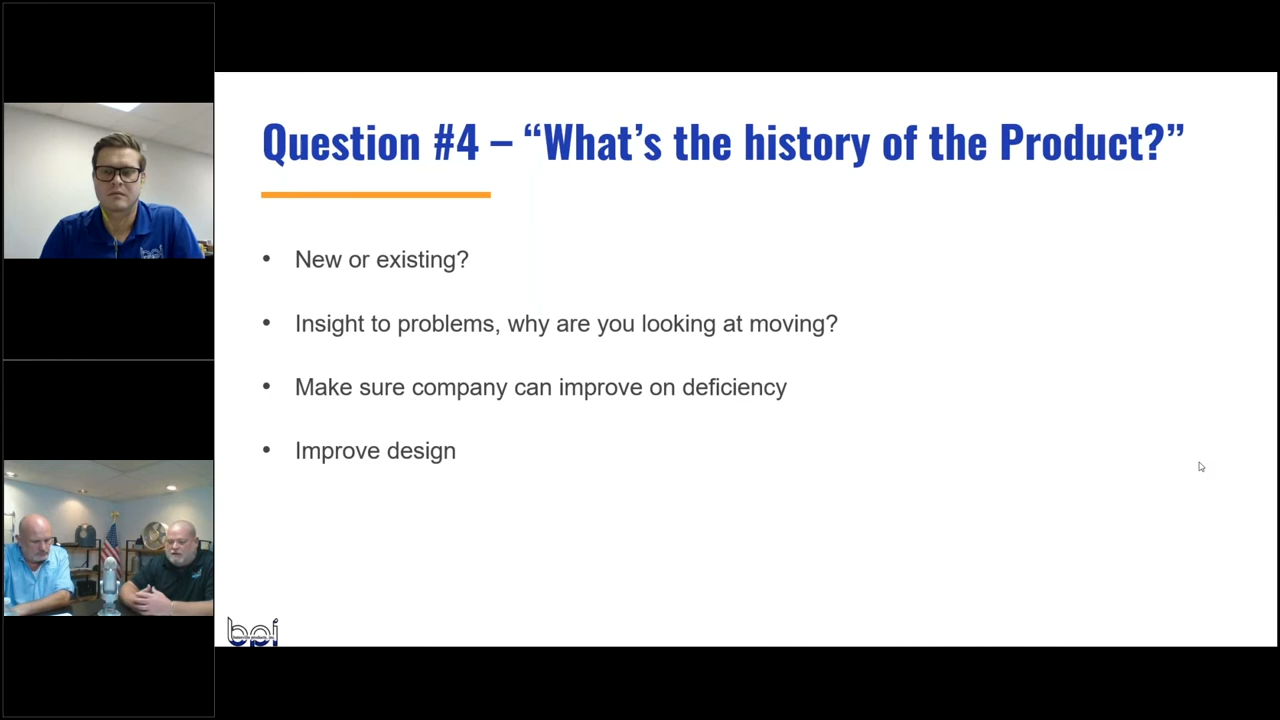 Question #4 – “What’s the history of the Product?”
• New or existing?
• Insight to problems, why are you looking at moving?
• Make sure company can improve on deficiency
• Improve design
bpi
bpi